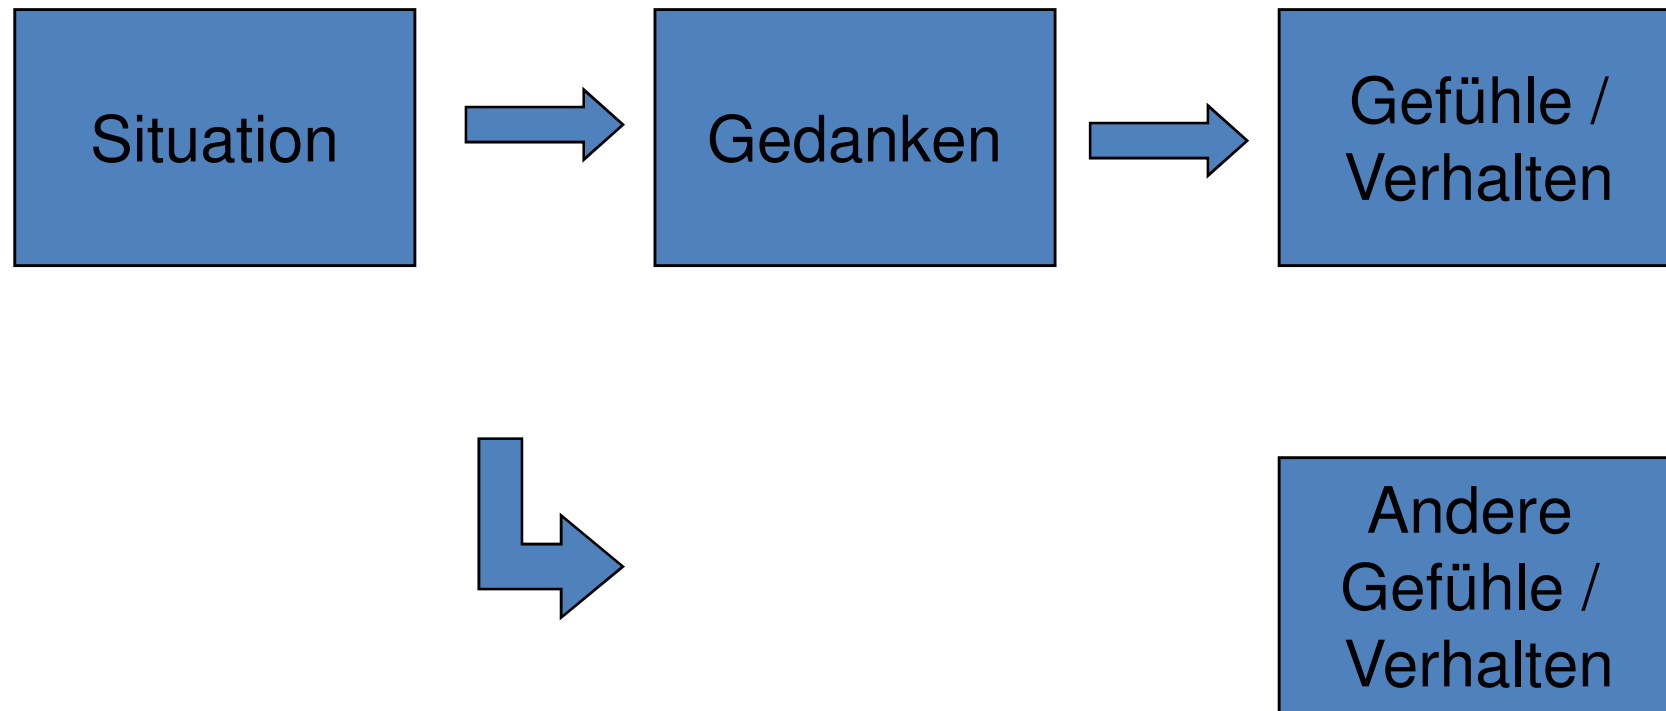 Situation
Gedanken
Gefühle /
Verhalten
Andere
Gefühle /
Verhalten